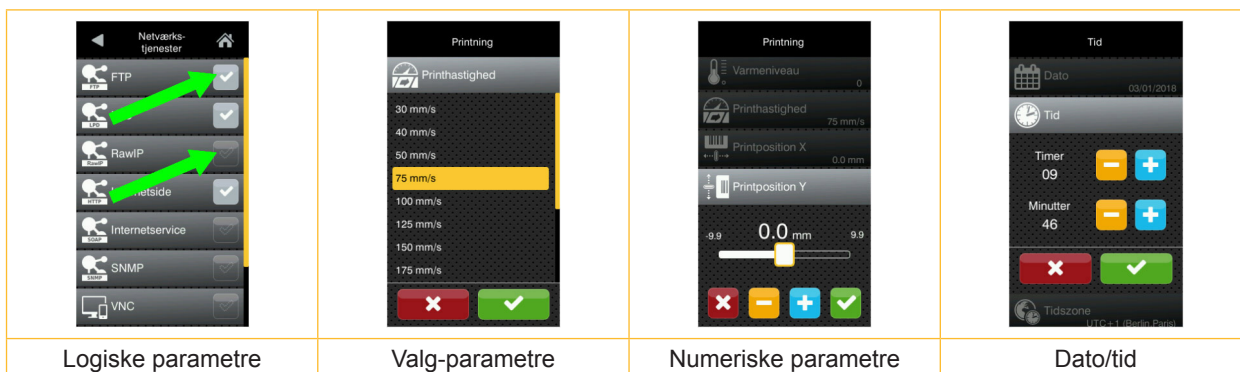 Netværks-
tjenester
FTP
FTP
LPD
RawIP
RawIP
HTTP
Internetservice
SOAP
SNMP
SNMP
VNC
Logiske parametre
Printning
Printhastighed
30 mm/s
40 mm/s
50 mm/s
75 mm/s
100 mm/s
125 mm/s
150 mm/s
175 mm/s
Valg-parametre
Printning
Varmeniveau
0
Printhastighed
75 mm/s
Printposition X
0.0 mm
Printposition Y
-9.9 0.0 mm 9.9
Numeriske parametre
Tid
Dato
03/01/2018
Tid
Timer
09
Minutter
46
Tidszone
UTC+1 (Berlin,Paris)
Dato/tid